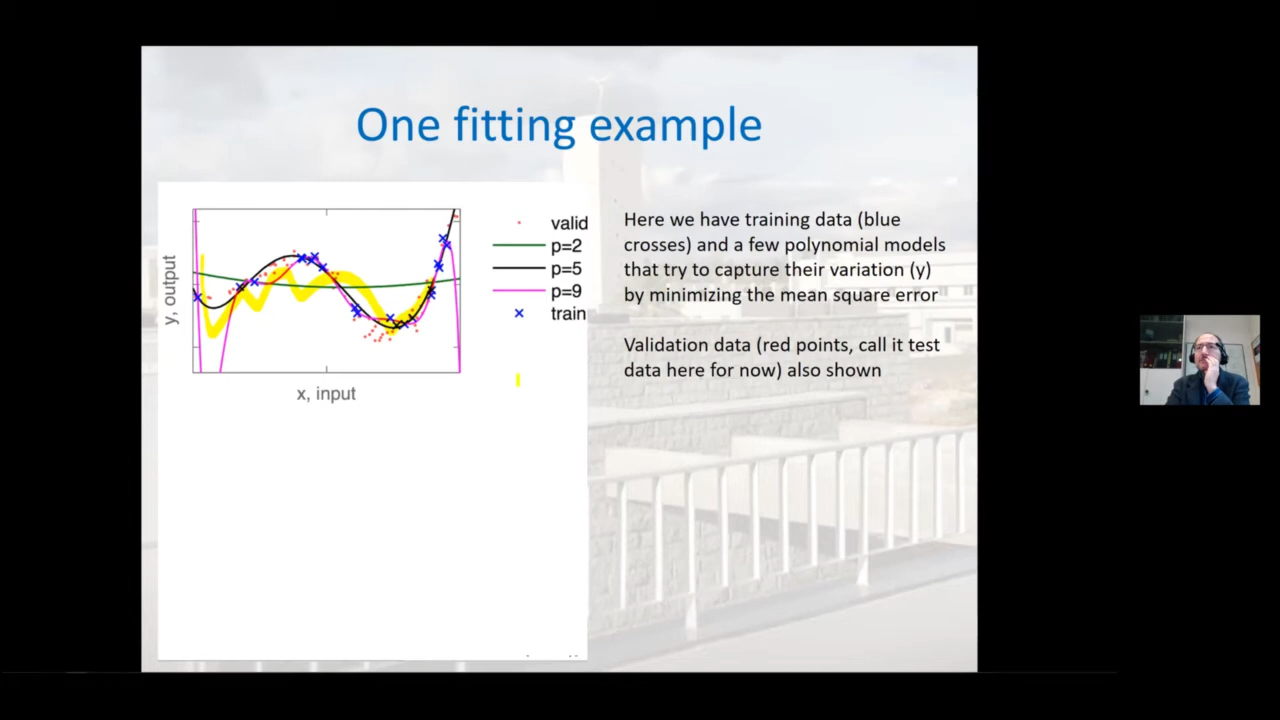 One fitting example
y, output
x, input
valid
p=2
p=5
p=9
train
Here we have training data (blue
crosses) and a few polynomial models
that try to capture their variation (y)
by minimizing the mean square error
Validation data (red points, call it test
data here for now) also shown